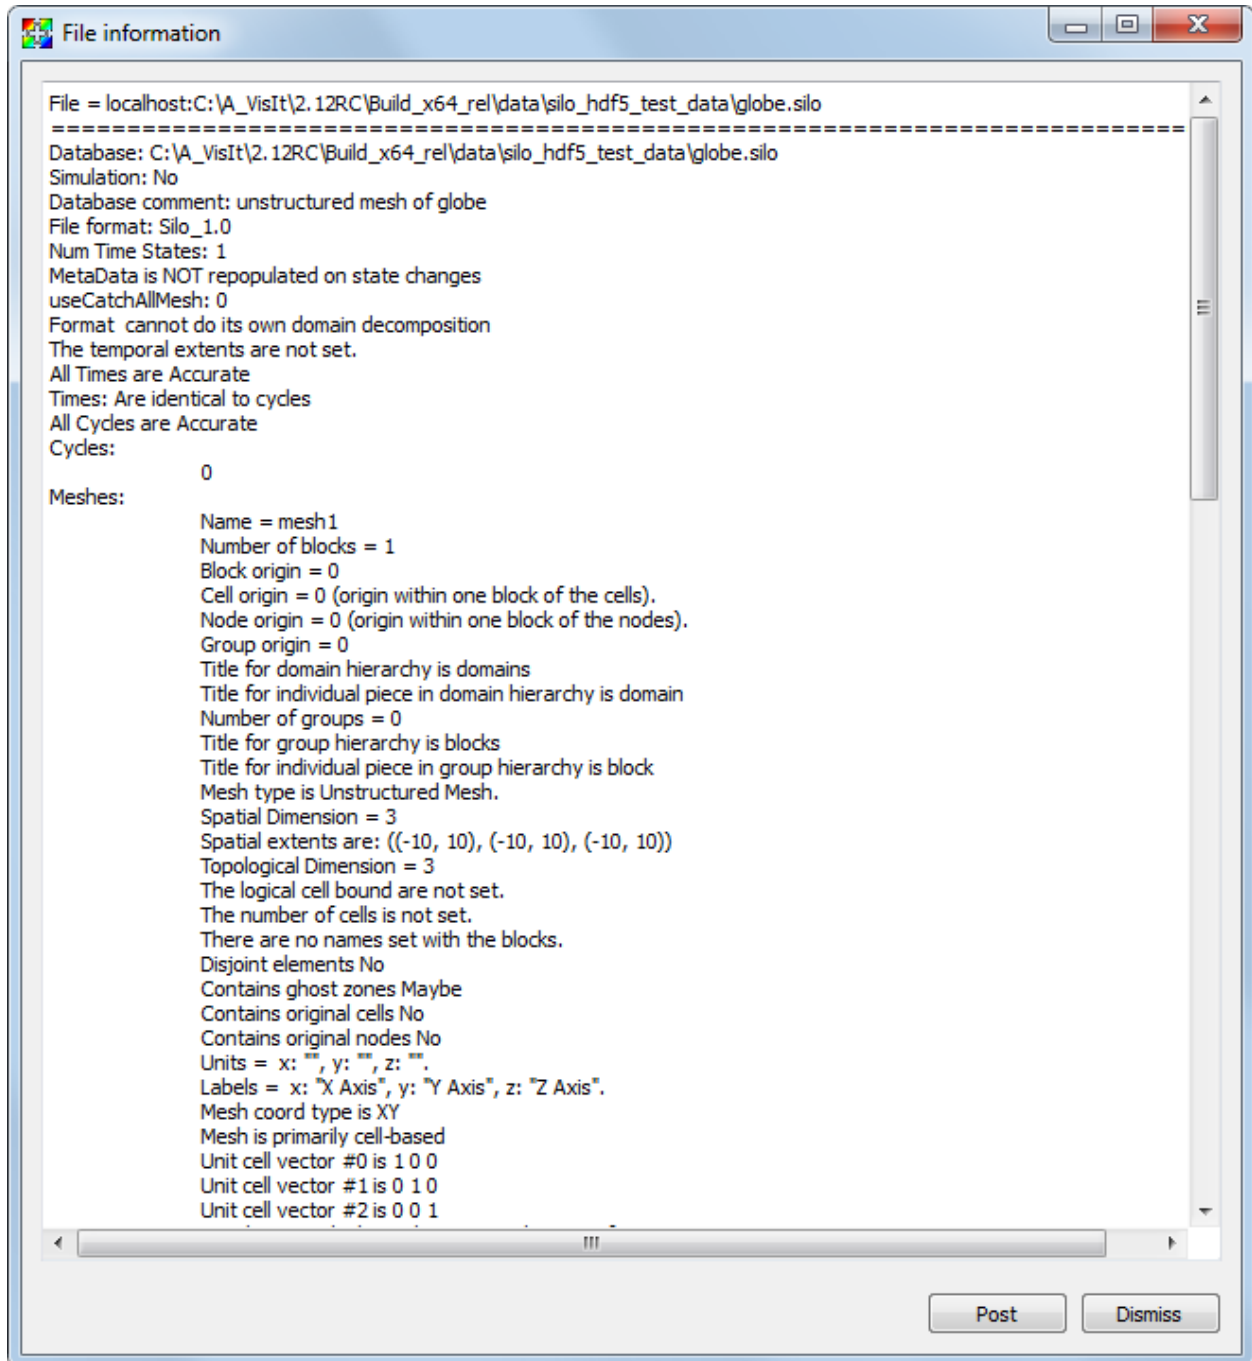 File information
File = localhost:C:\A_VisIt\2.12RC\Build_x64_rel\data\silo_hdf5_test_data\globe.silo
===========================================================================
Database: C:\A_VisIt\2.12RC\Build_x64_rel\data\silo_hdf5_test_data\globe.silo
Simulation: No
Database comment: unstructured mesh of globe
File format: Silo_1.0
Num Time States: 1
MetaData is NOT repopulated on state changes
useCatchAllMesh: 0
Format  cannot do its own domain decomposition
The temporal extents are not set.
All Times are Accurate
Times: Are identical to cycles
All Cycles are Accurate
Cycles:
0
Meshes:
Name = mesh1
Number of blocks = 1
Block origin = 0
Cell origin = 0 (origin within one block of the cells).
Node origin = 0 (origin within one block of the nodes).
Group origin = 0
Title for domain hierarchy is domains
Title for individual piece in domain hierarchy is domain
Number of groups = 0
Title for group hierarchy is blocks
Title for individual piece in group hierarchy is block
Mesh type is Unstructured Mesh.
Spatial Dimension = 3
Spatial extents are: ((-10, 10), (-10, 10), (-10, 10))
Topological Dimension = 3
The logical cell bound are not set.
The number of cells is not set.
There are no names set with the blocks.
Disjoint elements No
Contains ghost zones Maybe
Contains original cells No
Contains original nodes No
Units =  x: "", y: "", z: "".
Labels =  x: "X Axis", y: "Y Axis", z: "Z Axis".
Mesh coord type is XY
Mesh is primarily cell-based
Unit cell vector #0 is 1 0 0
Unit cell vector #1 is 0 1 0
Unit cell vector #2 is 0 0 1
Post
Dismiss